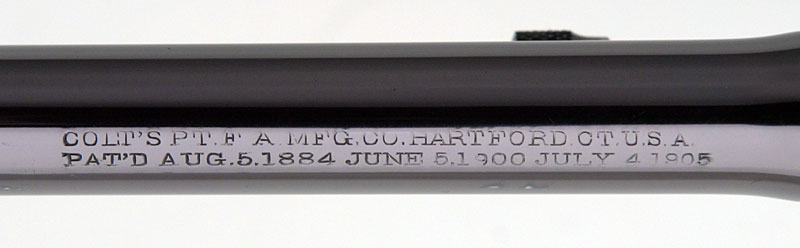 COLT'S PT. F A. MFG. CO. HARTFORD. CT. U.S.A.
PAT'D AUG. 5. 1884 JUNE 5. 1900 JULY 4. 1905